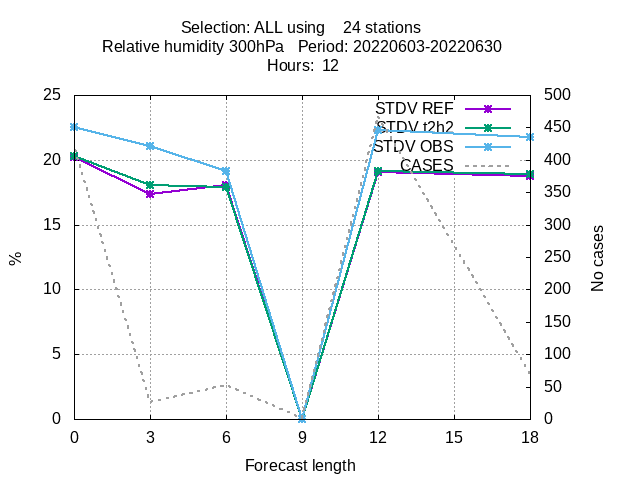 Selection: ALL using    24 stations
Relative humidity 300hPa   Period: 20220603-20220630
Hours:  12
STDV REF
STDV t2h2
STDV OBS
CASES
25
20
15
10
5
0
%
500
450
400
350
300
250
200
150
100
50
0
No cases
0 3 6 9 12 15 18
Forecast length